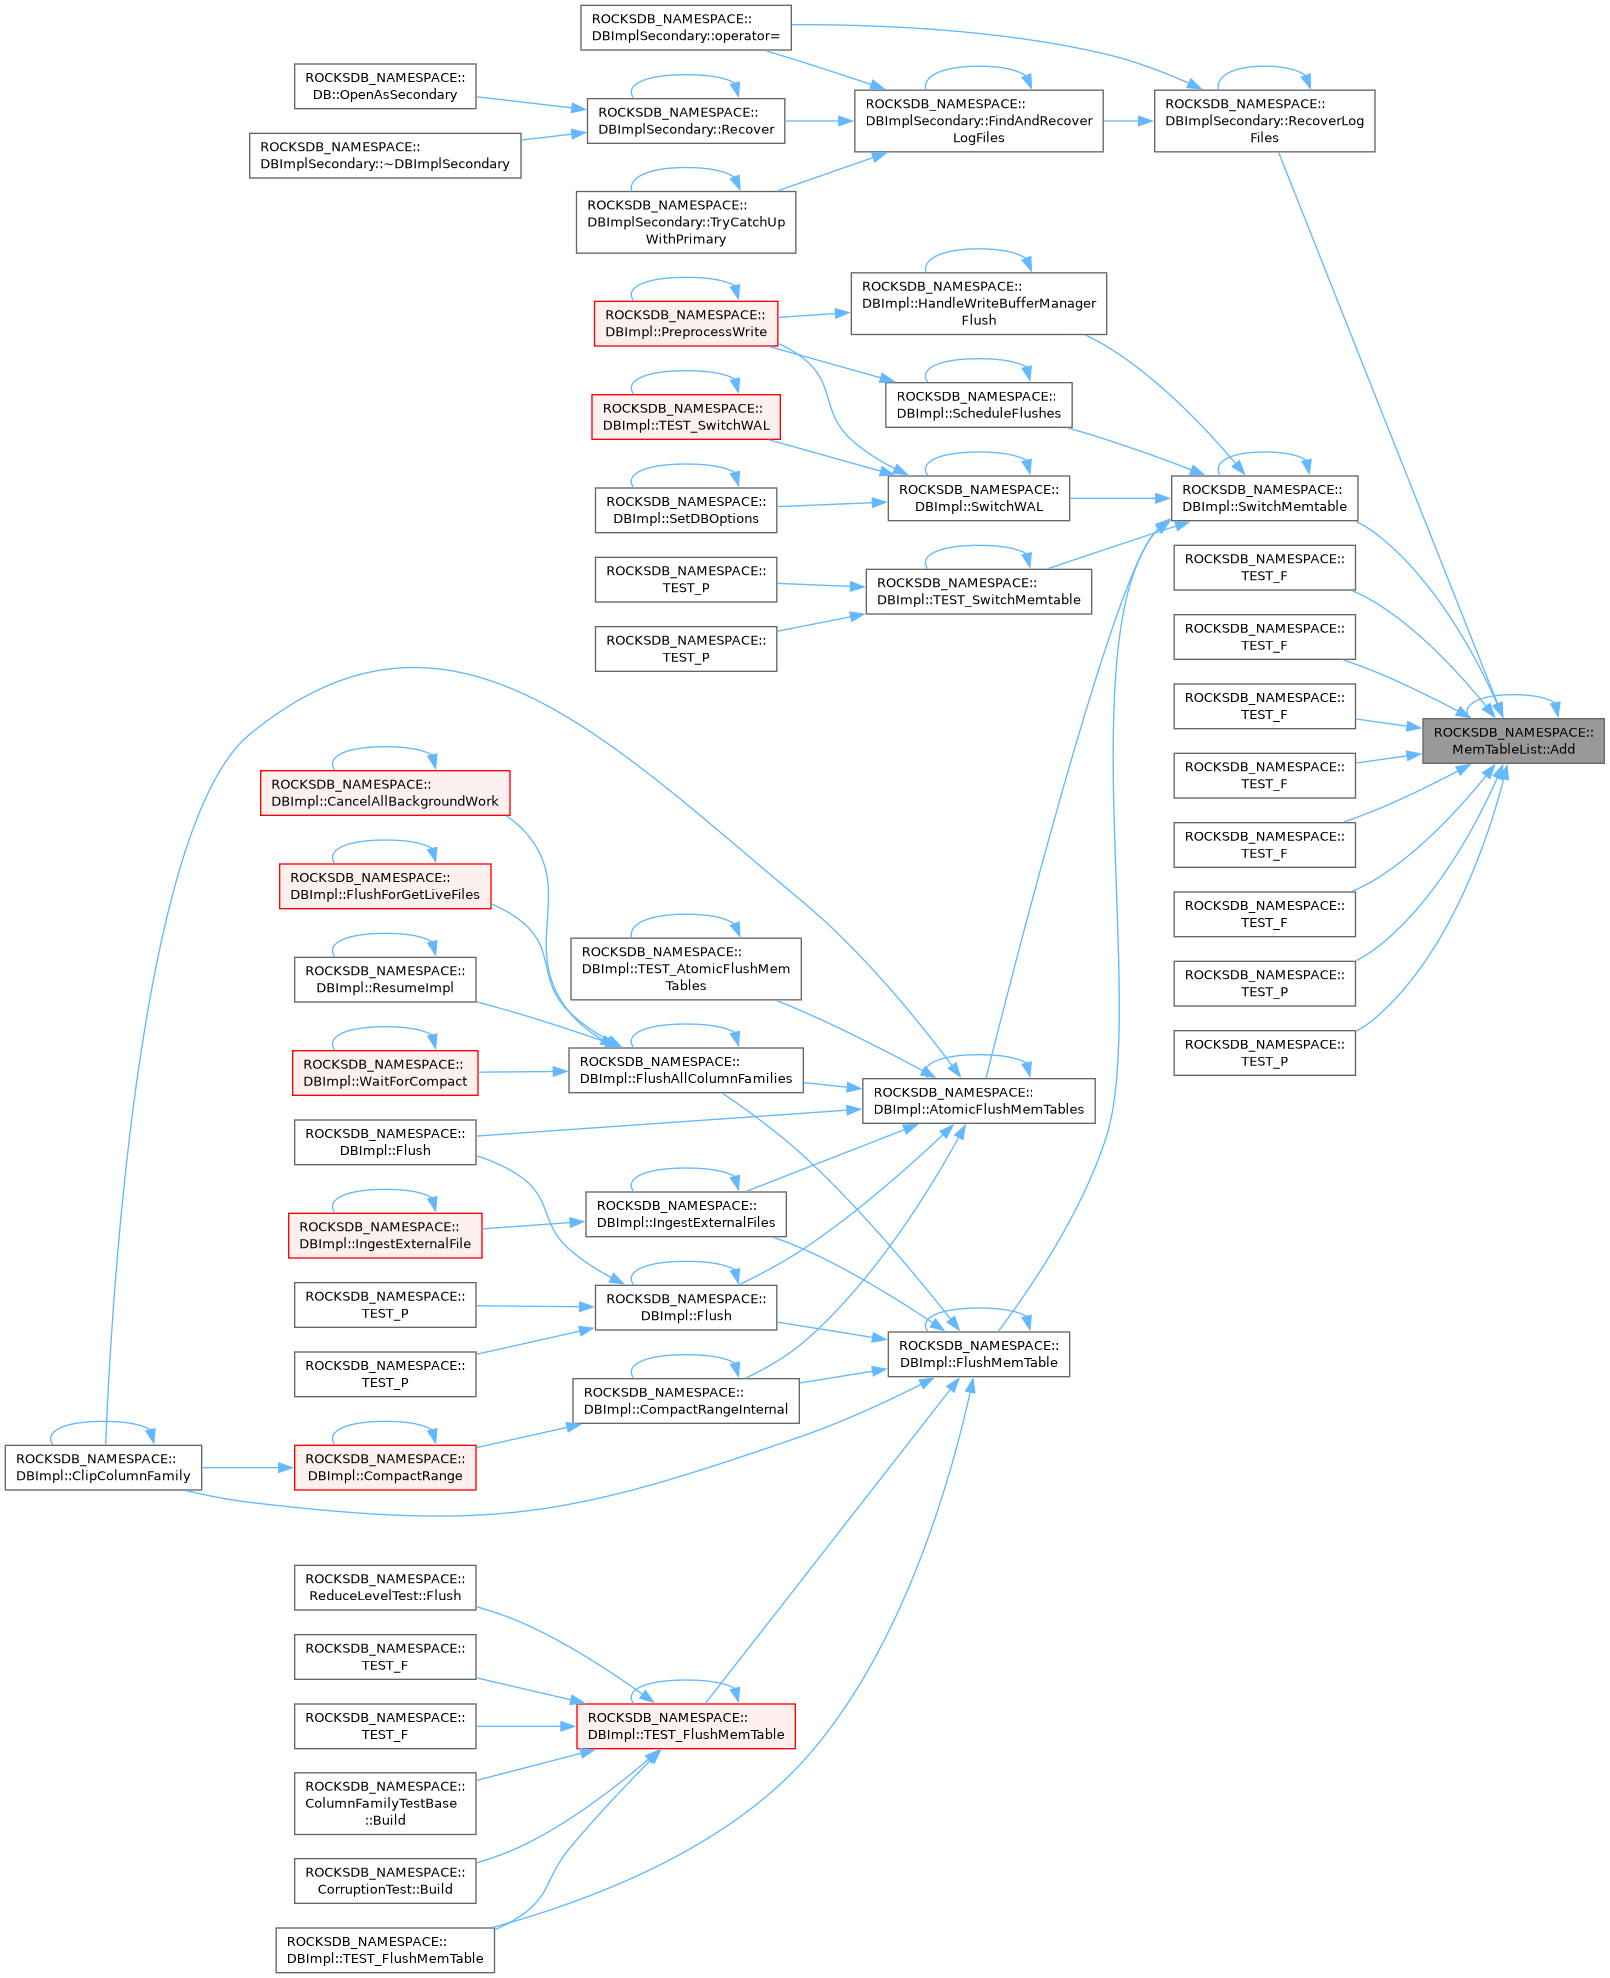 ROCKSDB_NAMESPACE::
DBImplSecondary::operator=
ROCKSDB_NAMESPACE::
DB::OpenAsSecondary
ROCKSDB_NAMESPACE::
DBImplSecondary::Recover
ROCKSDB_NAMESPACE::
DBImplSecondary::FindAndRecover
LogFiles
ROCKSDB_NAMESPACE::
DBImplSecondary::RecoverLog
Files
ROCKSDB_NAMESPACE::
DBImplSecondary::~DBImplSecondary
ROCKSDB_NAMESPACE::
DBImplSecondary::TryCatchUp
WithPrimary
ROCKSDB_NAMESPACE::
DBImpl::HandleWriteBufferManager
Flush
ROCKSDB_NAMESPACE::
DBImpl::PreprocessWrite
ROCKSDB_NAMESPACE::
DBImpl::ScheduleFlushes
ROCKSDB_NAMESPACE::
DBImpl::TEST_SwitchWAL
ROCKSDB_NAMESPACE::
DBImpl::SwitchWAL
ROCKSDB_NAMESPACE::
DBImpl::SwitchMemtable
ROCKSDB_NAMESPACE::
DBImpl::SetDBOptions
ROCKSDB_NAMESPACE::
TEST_F
ROCKSDB_NAMESPACE::
TEST_P
ROCKSDB_NAMESPACE::
DBImpl::TEST_SwitchMemtable
ROCKSDB_NAMESPACE::
TEST_F
ROCKSDB_NAMESPACE::
TEST_P
ROCKSDB_NAMESPACE::
TEST_F
ROCKSDB_NAMESPACE::
MemTableList::Add
ROCKSDB_NAMESPACE::
TEST_F
ROCKSDB_NAMESPACE::
DBImpl::CancelAllBackgroundWork
ROCKSDB_NAMESPACE::
TEST_F
ROCKSDB_NAMESPACE::
DBImpl::FlushForGetLiveFiles
ROCKSDB_NAMESPACE::
TEST_F
ROCKSDB_NAMESPACE::
DBImpl::TEST_AtomicFlushMem
Tables
ROCKSDB_NAMESPACE::
DBImpl::ResumeImpl
ROCKSDB_NAMESPACE::
TEST_P
ROCKSDB_NAMESPACE::
TEST_P
ROCKSDB_NAMESPACE::
DBImpl::WaitForCompact
ROCKSDB_NAMESPACE::
DBImpl::FlushAllColumnFamilies
ROCKSDB_NAMESPACE::
DBImpl::AtomicFlushMemTables
ROCKSDB_NAMESPACE::
DBImpl::Flush
ROCKSDB_NAMESPACE::
DBImpl::IngestExternalFiles
ROCKSDB_NAMESPACE::
DBImpl::IngestExternalFile
ROCKSDB_NAMESPACE::
TEST_P
ROCKSDB_NAMESPACE::
DBImpl::Flush
ROCKSDB_NAMESPACE::
DBImpl::FlushMemTable
ROCKSDB_NAMESPACE::
TEST_P
ROCKSDB_NAMESPACE::
DBImpl::CompactRangeInternal
ROCKSDB_NAMESPACE::
DBImpl::ClipColumnFamily
ROCKSDB_NAMESPACE::
DBImpl::CompactRange
ROCKSDB_NAMESPACE::
ReduceLevelTest::Flush
ROCKSDB_NAMESPACE::
TEST_F
ROCKSDB_NAMESPACE::
TEST_F
ROCKSDB_NAMESPACE::
DBImpl::TEST_FlushMemTable
ROCKSDB_NAMESPACE::
ColumnFamilyTestBase
::Build
ROCKSDB_NAMESPACE::
CorruptionTest::Build
ROCKSDB_NAMESPACE::
DBImpl::TEST_FlushMemTable